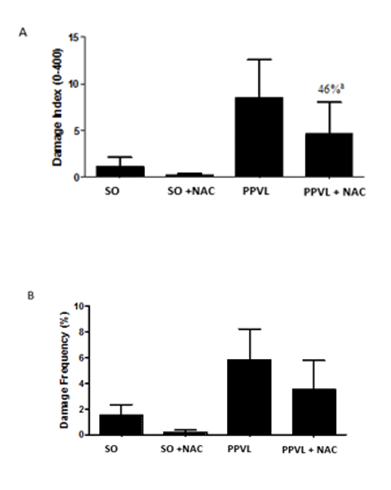 A
Damage Index (0-400)
15
10
5
0
46%ª
SO
SO +NAC
PPVL
PPVL + NAC
B
Damage Frequency (%)
10
8
6
4
2
0
SO
SO +NAC
PPVL
PPVL + NAC